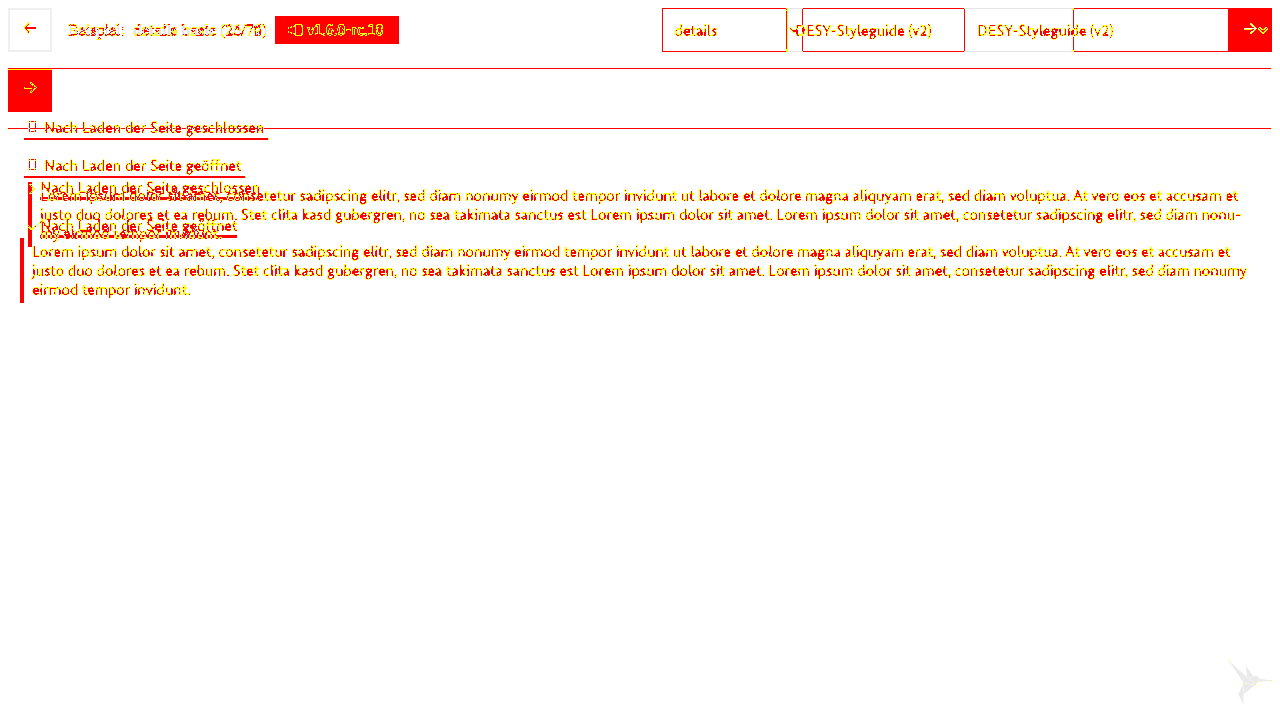 Beispiel: details basic
v1.6.0-rc.10
details
DESY-Styleguide (v2)
DESY-Styleguide (v2)
Nach Laden der Seite geschlossen
Nach Laden der Seite geöffnet
Nach Laden der Seite geschlossen
Lorem ipsum dolor sit amet, consetetur sadipscing elitr, sed diam nonumy eirmod tempor invidunt ut labore et dolore magna aliquyam erat, sed diam voluptua. At vero eos et accusam et
justo duo dolores et ea rebum. Stet clita kasd gubergren, no sea takimata sanctus est Lorem ipsum dolor sit amet. Lorem ipsum dolor sit amet, consetetur sadipscing elitr, sed diam nonu-
Nach Laden der Seite geöffnet
my eirmod tempor invidunt.
Lorem ipsum dolor sit amet, consetetur sadipscing elitr, sed diam nonumy eirmod tempor invidunt ut labore et dolore magna aliquyam erat, sed diam voluptua. At vero eos et accusam et
justo duo dolores et ea rebum. Stet clita kasd gubergren, no sea takimata sanctus est Lorem ipsum dolor sit amet. Lorem ipsum dolor sit amet, consetetur sadipscing elitr, sed diam nonumy
eirmod tempor invidunt.